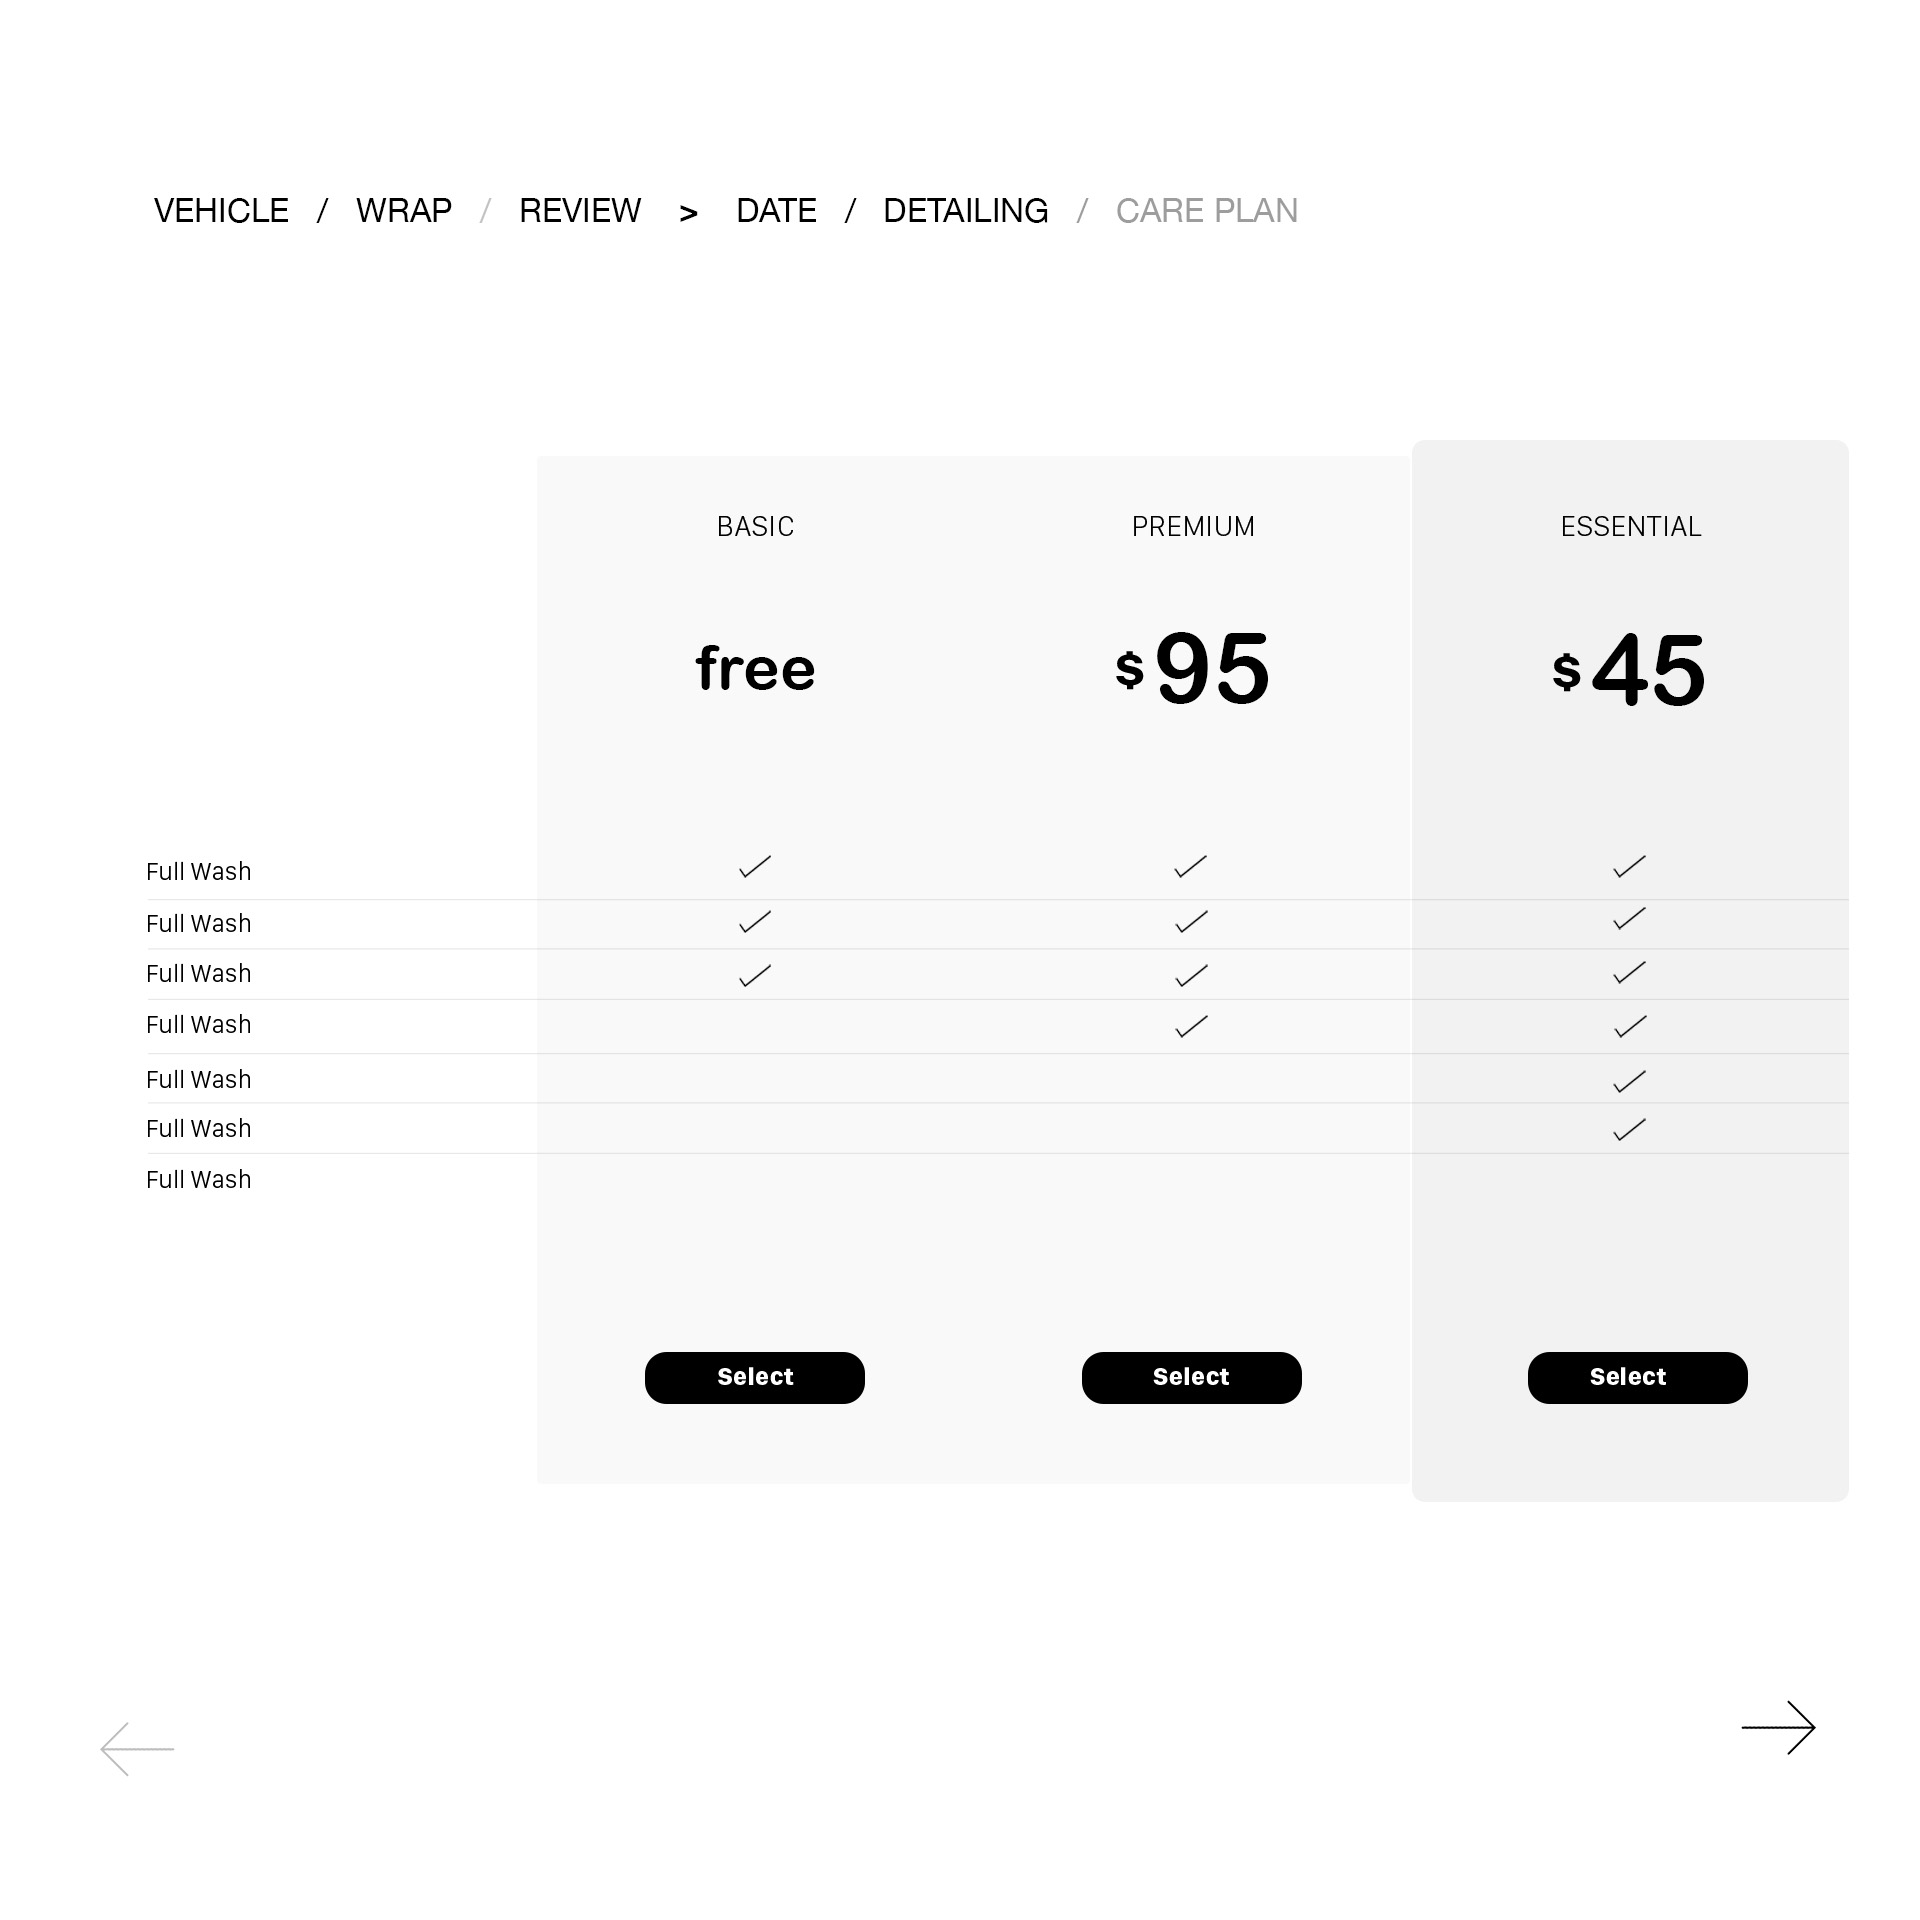 VEHICLE / WRAP / REVIEW > DATE / DETAILING / CARE PLAN
BASIC PREMIUM ESSENTIAL
free $95 $45
Full Wash
Full Wash
Full Wash
Full Wash
Full Wash
Full Wash
Full Wash
Select Select Select